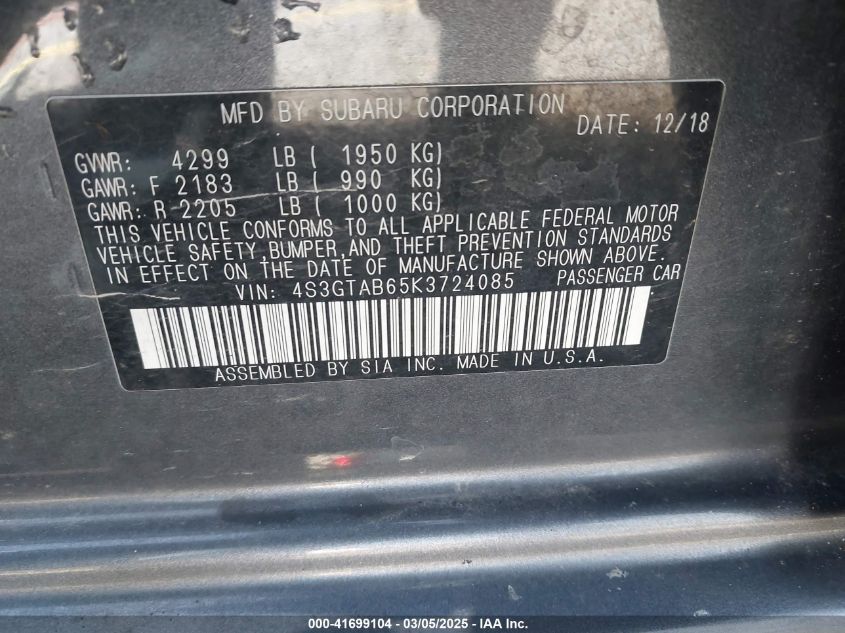 MFD BY SUBARU CORPORATION
DATE: 12/18
GVWR: 4299 LB ( 1950 KG)
GAWR: F 2183 LB ( 990 KG)
GAWR: R 2205 LB ( 1000 KG)
THIS VEHICLE CONFORMS TO ALL APPLICABLE FEDERAL MOTOR
VEHICLE SAFETY,BUMPER,AND THEFT PREVENTION STANDARDS
IN EFFECT ON THE DATE OF MANUFACTURE SHOWN ABOVE.
VIN: 4S3GTAB65K3724085 PASSENGER CAR
ASSEMBLED BY SIA INC. MADE IN U.S.A.
000-41699104 — 03/05/2025 — IAA Inc.